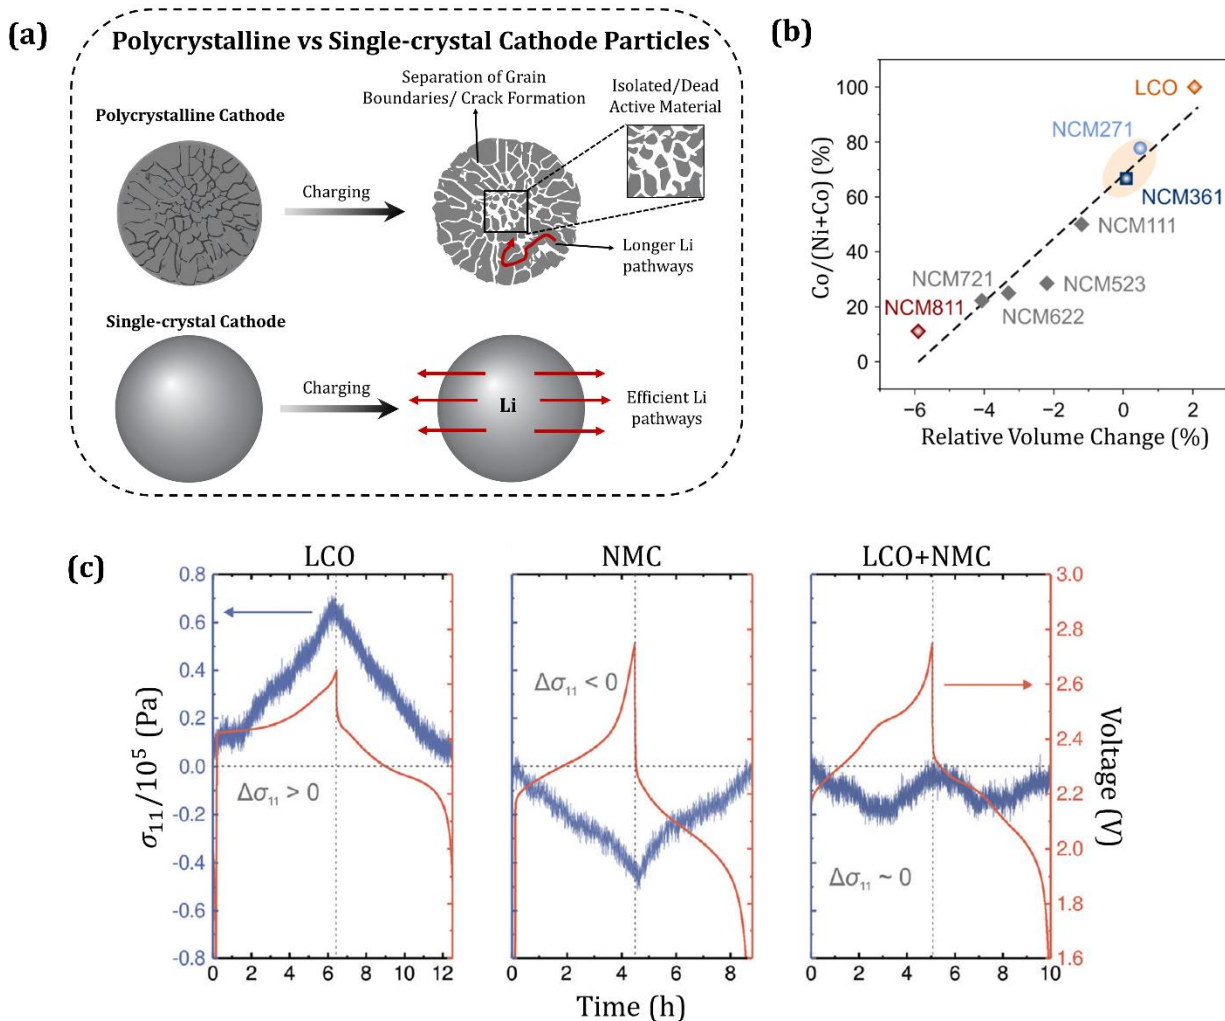 (a)
Polycrystalline vs Single-crystal Cathode Particles
Separation of Grain
Boundaries/ Crack Formation
Isolated/Dead
Active Material
Polycrystalline Cathode
Charging
Longer Li
pathways
Single-crystal Cathode
Charging
Li
Efficient Li
pathways
(b)
Co/(Ni+Co) (%)
100
80
60
40
20
0
LCO
NCM271
NCM361
NCM111
NCM721
NCM523
NCM811
NCM622
−6 −4 −2 0 2
Relative Volume Change (%)
(c)
LCO
NMC
LCO+NMC
σ₁₁/10⁵ (Pa)
0.8
0.6
0.4
0.2
0.0
-0.2
-0.4
-0.6
-0.8
Δσ₁₁ > 0
Δσ₁₁ < 0
Δσ₁₁ ~ 0
3.0
2.8
2.6
2.4
2.2
2.0
1.8
1.6
Voltage
(V)
0 2 4 6 8 10 12
0 2 4 6 8
0 2 4 6 8 10
Time (h)